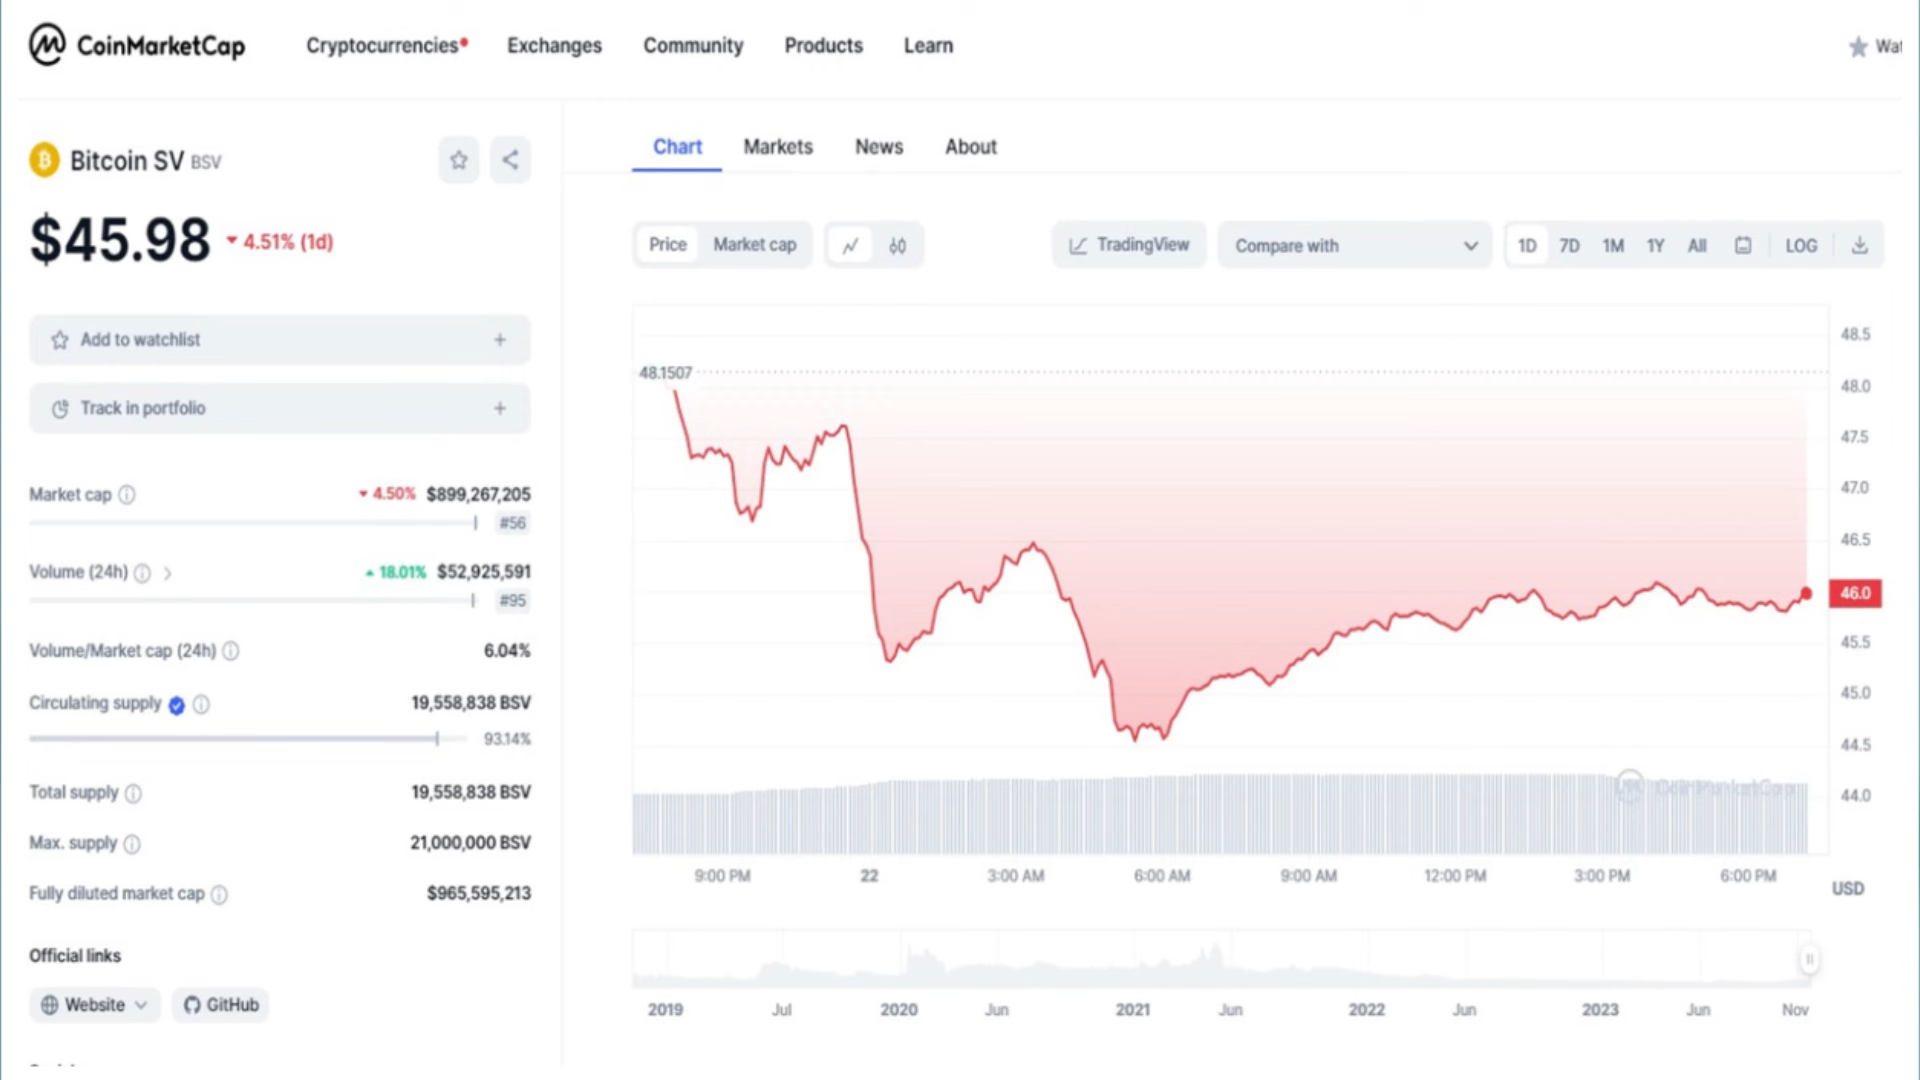 CoinMarketCap Cryptocurrencies Exchanges Community Products Learn
Bitcoin SV BSV
$45.98 4.51% (1d)
Add to watchlist +
Track in portfolio +
Market cap 4.50% $899,267,205
#56
Volume (24h) 18.01% $52,925,591
#95
Volume/Market cap (24h) 6.04%
Circulating supply 19,558,838 BSV
93.14%
Total supply 19,558,838 BSV
Max. supply 21,000,000 BSV
Fully diluted market cap $965,595,213
Official links
Website GitHub
Chart Markets News About
Price Market cap TradingView Compare with 1D 7D 1M 1Y All LOG
48.1507
48.5
48.0
47.5
47.0
46.5
46.0
45.5
45.0
44.5
44.0
CoinMarketCap
9:00 PM 22 3:00 AM 6:00 AM 9:00 AM 12:00 PM 3:00 PM 6:00 PM USD
2019 Jul 2020 Jun 2021 Jun 2022 Jun 2023 Jun Nov